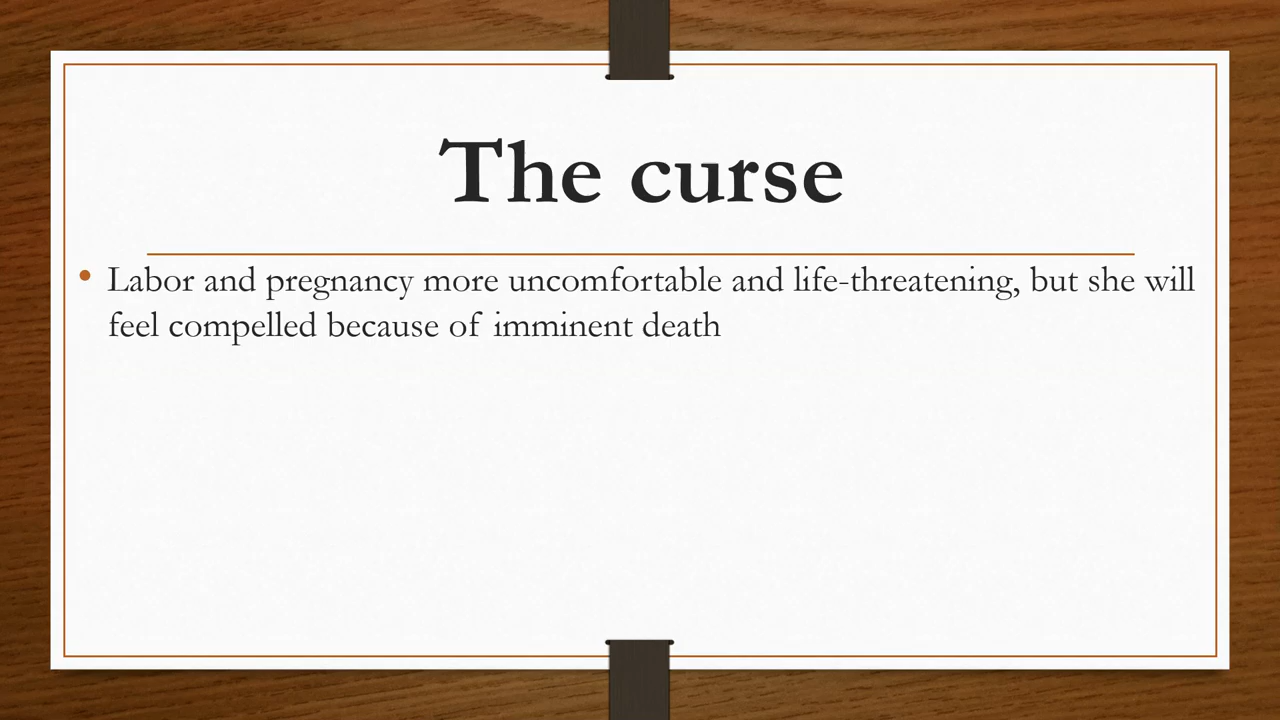 The curse
• Labor and pregnancy more uncomfortable and life-threatening, but she will
feel compelled because of imminent death